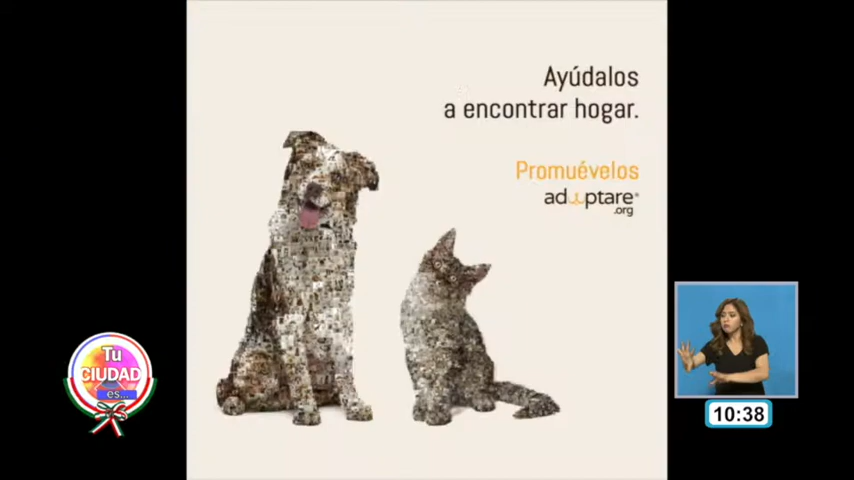 Ayúdalos
a encontrar hogar.
Promuévelos
adoptare
.org
Tu
CIUDAD
es...
10:38